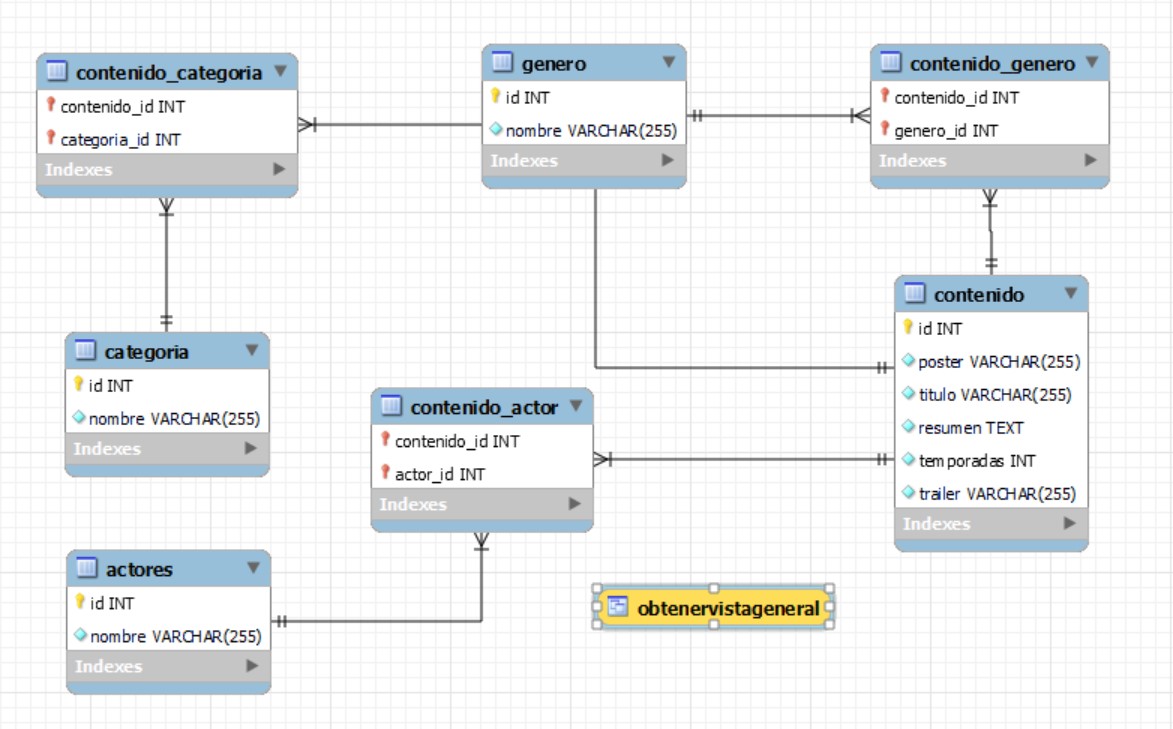 contenido_categoria
contenido_id INT
categoria_id INT
Indexes
genero
id INT
nombre VARCHAR(255)
Indexes
contenido_genero
contenido_id INT
genero_id INT
Indexes
categoria
id INT
nombre VARCHAR(255)
Indexes
contenido_actor
contenido_id INT
actor_id INT
Indexes
contenido
id INT
poster VARCHAR(255)
titulo VARCHAR(255)
resumen TEXT
temporadas INT
trailer VARCHAR(255)
Indexes
actores
id INT
nombre VARCHAR(255)
Indexes
obtenervistageneral